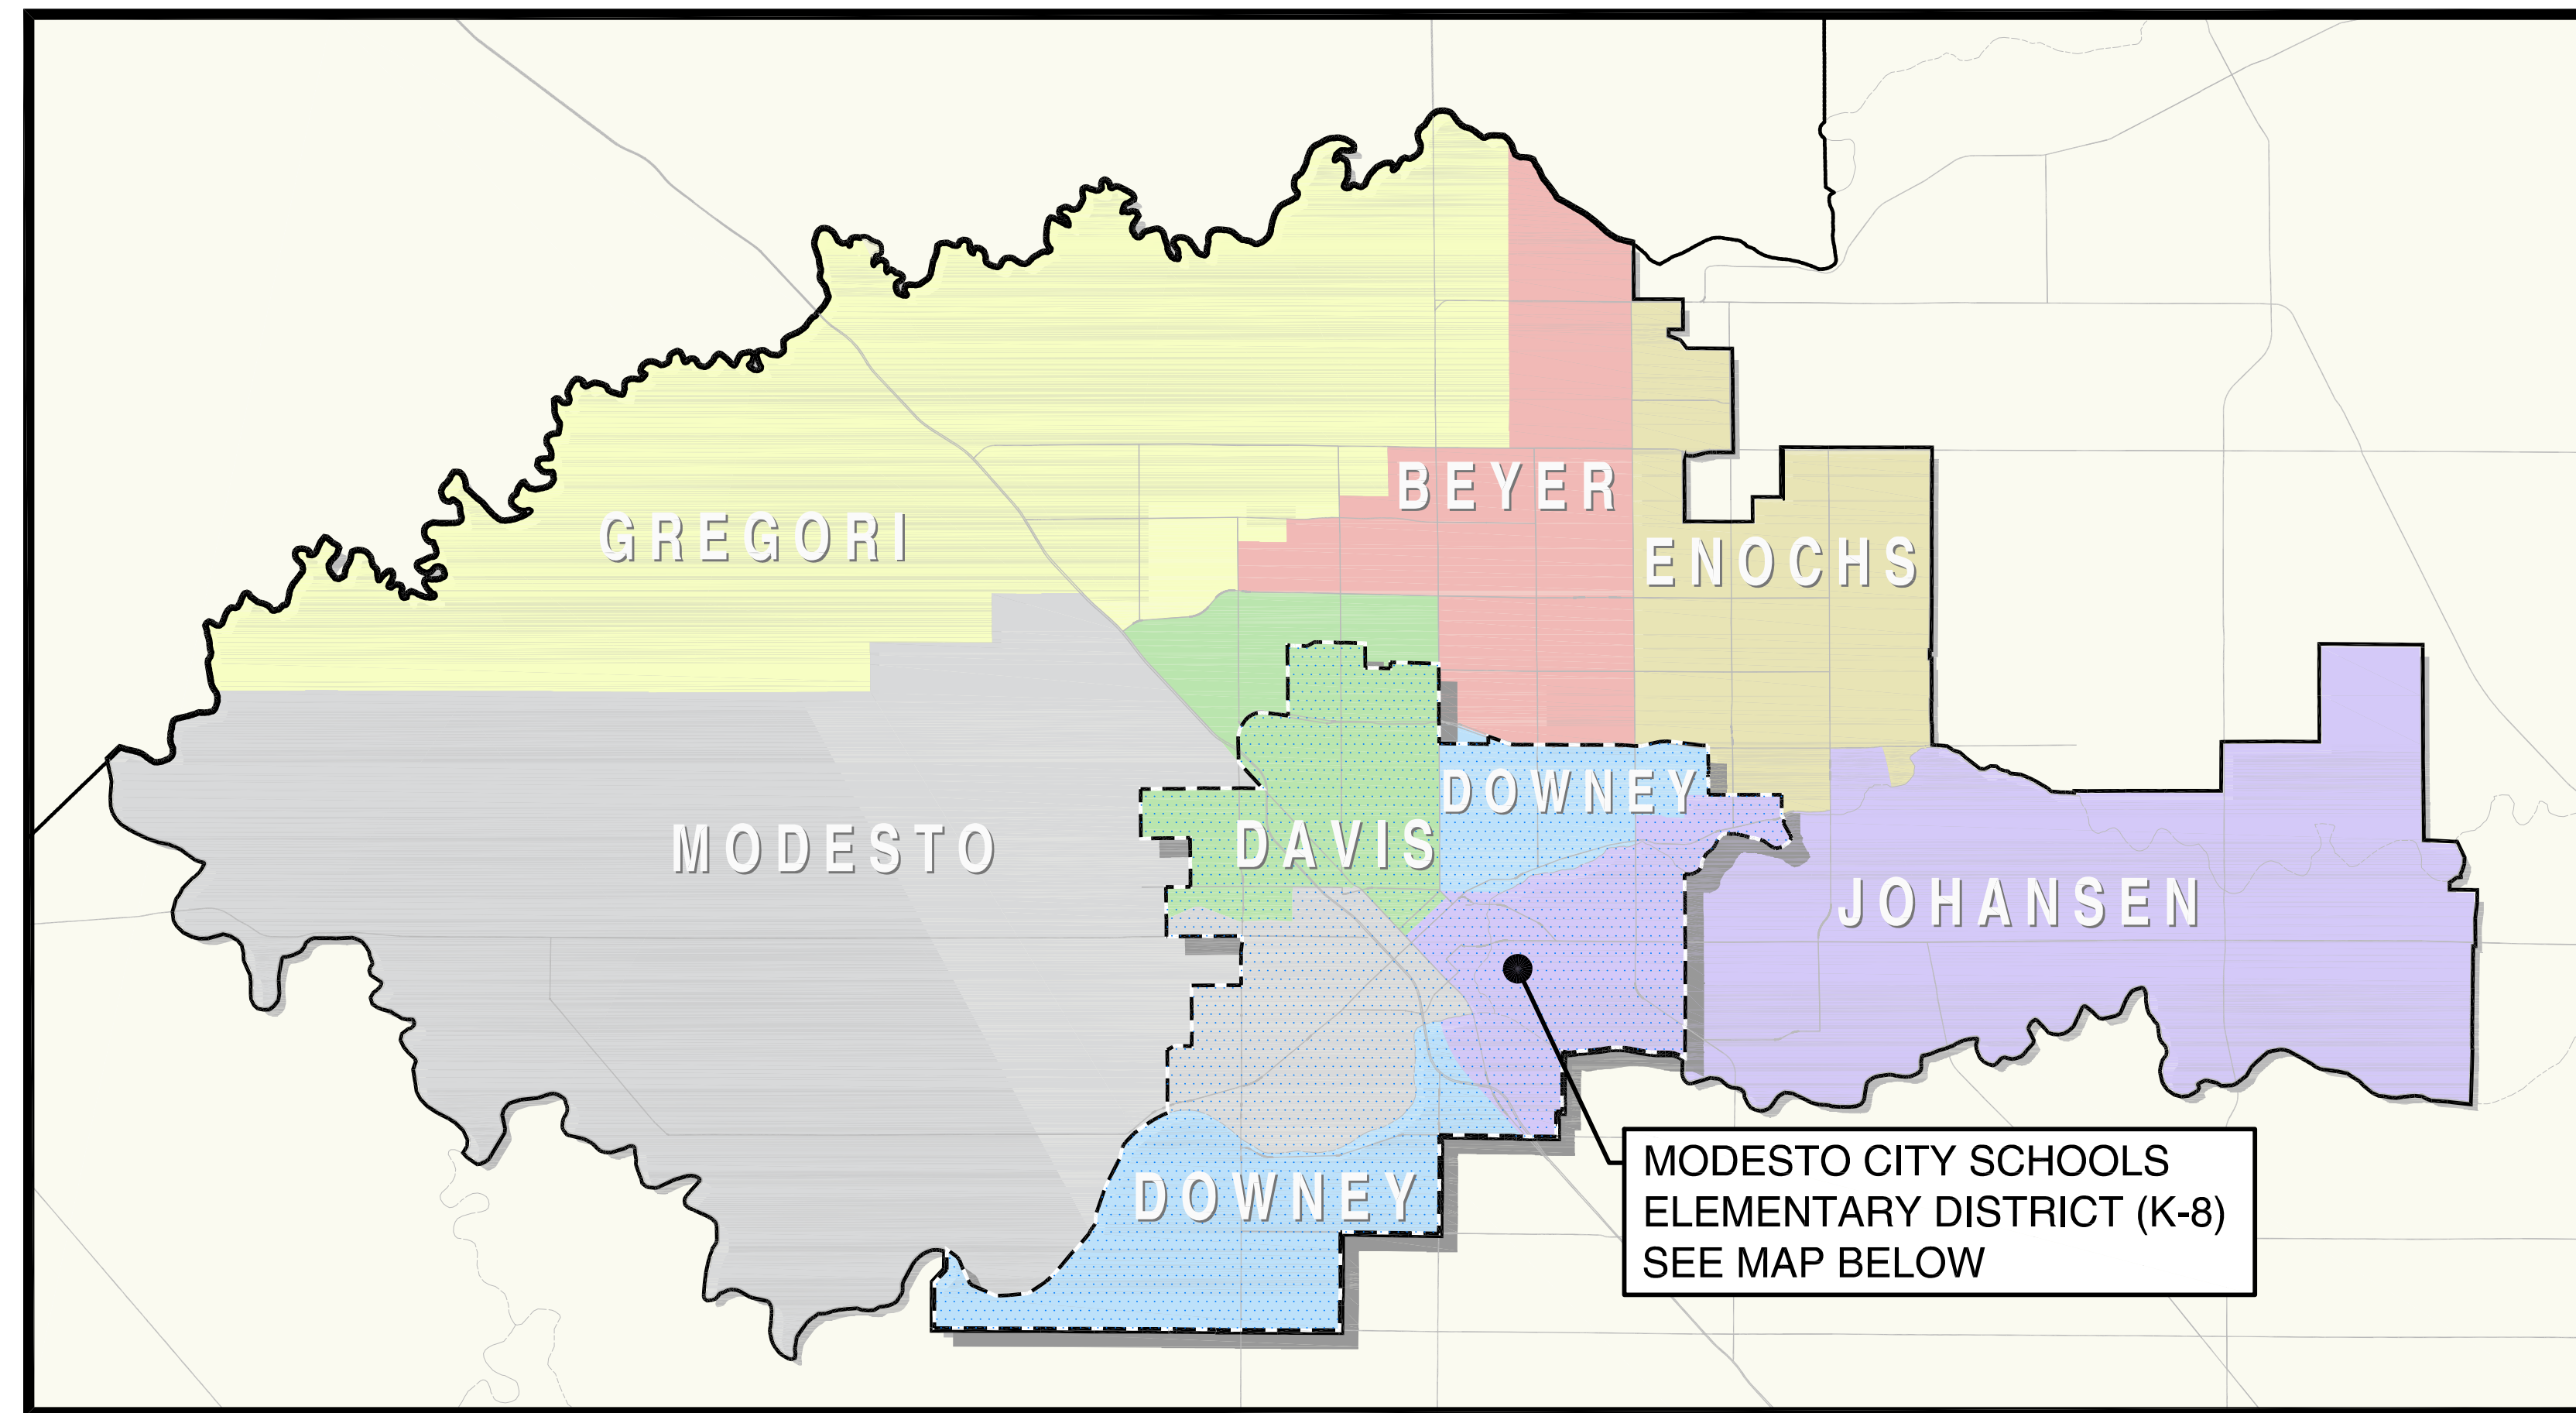 BEYER
GREGORI
ENOCHS
DOWNEY
MODESTO
DAVIS
JOHANSEN
MODESTO CITY SCHOOLS
ELEMENTARY DISTRICT (K-8)
SEE MAP BELOW
DOWNEY